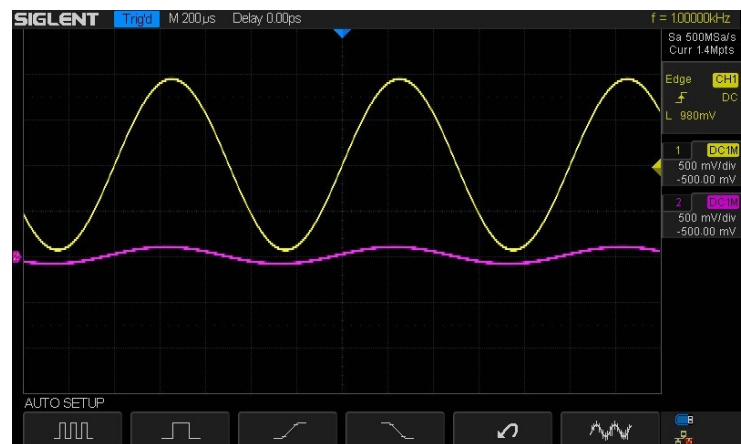 SIGLENT Trig'd M 200µs Delay 0.00ps f = 1.00000kHz
Sa 500MSa/s
Curr 1.4Mpts
Edge CH1
DC
L 980mV
1 DC1M
500 mV/div
-500.00 mV
2 DC1M
500 mV/div
-500.00 mV
2
AUTO SETUP